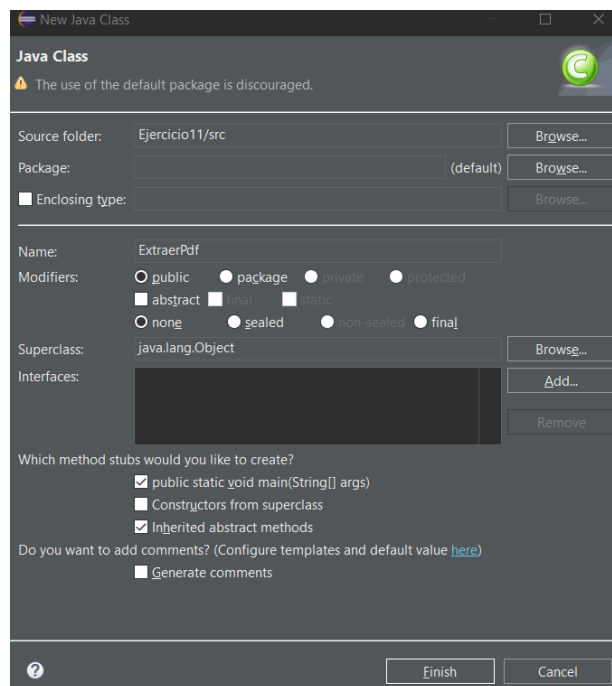 New Java Class
Java Class
The use of the default package is discouraged.
Source folder: Ejercicio11/src Browse...
Package: (default) Browse...
Enclosing type: Browse...
Name: ExtraerPdf
Modifiers: public package private protected
abstract final static
none sealed non-sealed final
Superclass: java.lang.Object Browse...
Interfaces: Add...
Remove
Which method stubs would you like to create?
public static void main(String[] args)
Constructors from superclass
Inherited abstract methods
Do you want to add comments? (Configure templates and default value here)
Generate comments
? Finish Cancel